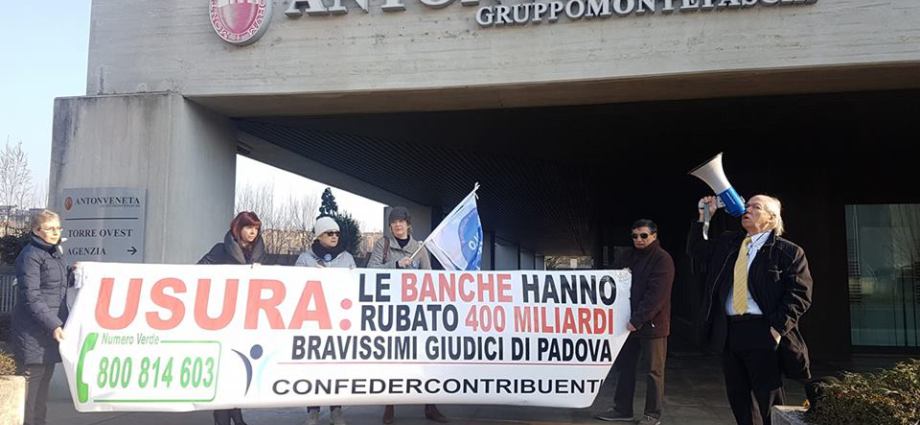 GRUPPOMONTEPASCHI
ANTONVENETA
TORRE OVEST
AGENZIA
USURA:
LE BANCHE HANNO
RUBATO 400 MILIARDI
BRAVISSIMI GIUDICI DI PADOVA
Numero Verde
800 814 603
CONFEDERCONTRIBUENTI